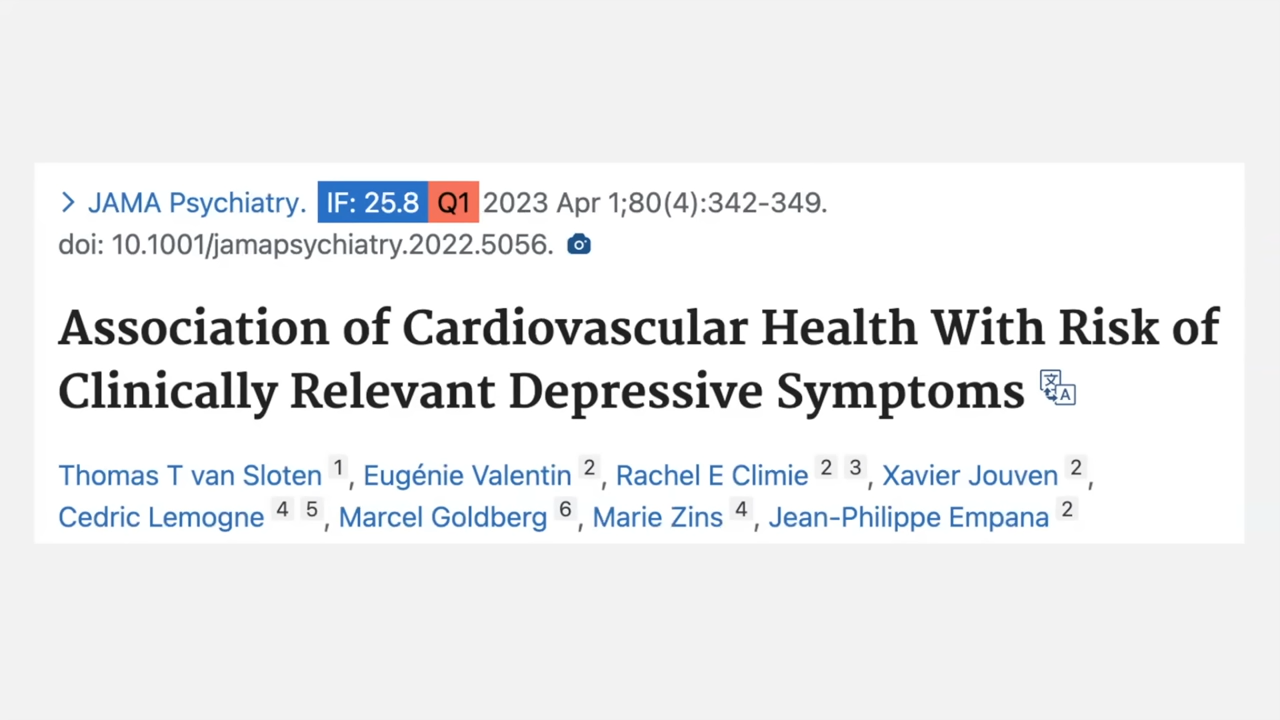 > JAMA Psychiatry. IF: 25.8 Q1 2023 Apr 1;80(4):342-349.
doi: 10.1001/jamapsychiatry.2022.5056.
Association of Cardiovascular Health With Risk of
Clinically Relevant Depressive Symptoms 文A
Thomas T van Sloten 1, Eugénie Valentin 2, Rachel E Climie 2 3, Xavier Jouven 2,
Cedric Lemogne 4 5, Marcel Goldberg 6, Marie Zins 4, Jean-Philippe Empana 2